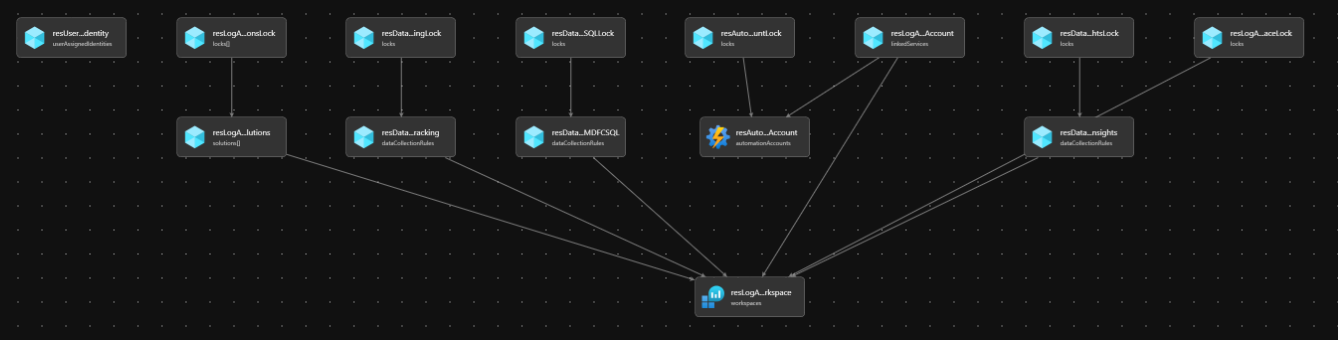 resUser...dentity
userAssignedIdentities
resLogA...onsLock
locks[]
resData...ingLock
locks
resData...SQLLock
locks
resAuto...untLock
locks
resLogA...Account
linkedServices
resData...htsLock
locks
resLogA...aceLock
locks
resLogA...lutions
solutions[]
resData...racking
dataCollectionRules
resData...MDFCSQL
dataCollectionRules
resAuto...Account
automationAccounts
resData...nsights
dataCollectionRules
resLogA...rkspace
workspaces